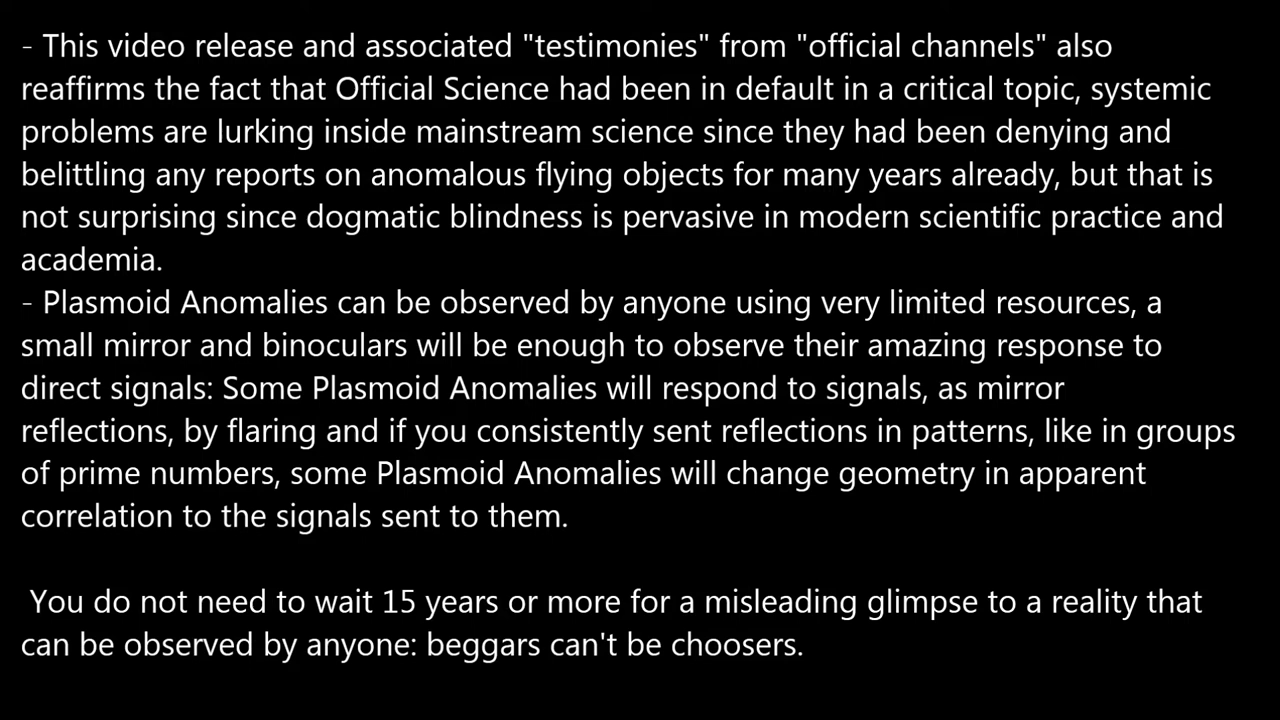 - This video release and associated "testimonies" from "official channels" also
reaffirms the fact that Official Science had been in default in a critical topic, systemic
problems are lurking inside mainstream science since they had been denying and
belittling any reports on anomalous flying objects for many years already, but that is
not surprising since dogmatic blindness is pervasive in modern scientific practice and
academia.
- Plasmoid Anomalies can be observed by anyone using very limited resources, a
small mirror and binoculars will be enough to observe their amazing response to
direct signals: Some Plasmoid Anomalies will respond to signals, as mirror
reflections, by flaring and if you consistently sent reflections in patterns, like in groups
of prime numbers, some Plasmoid Anomalies will change geometry in apparent
correlation to the signals sent to them.
You do not need to wait 15 years or more for a misleading glimpse to a reality that
can be observed by anyone: beggars can't be choosers.